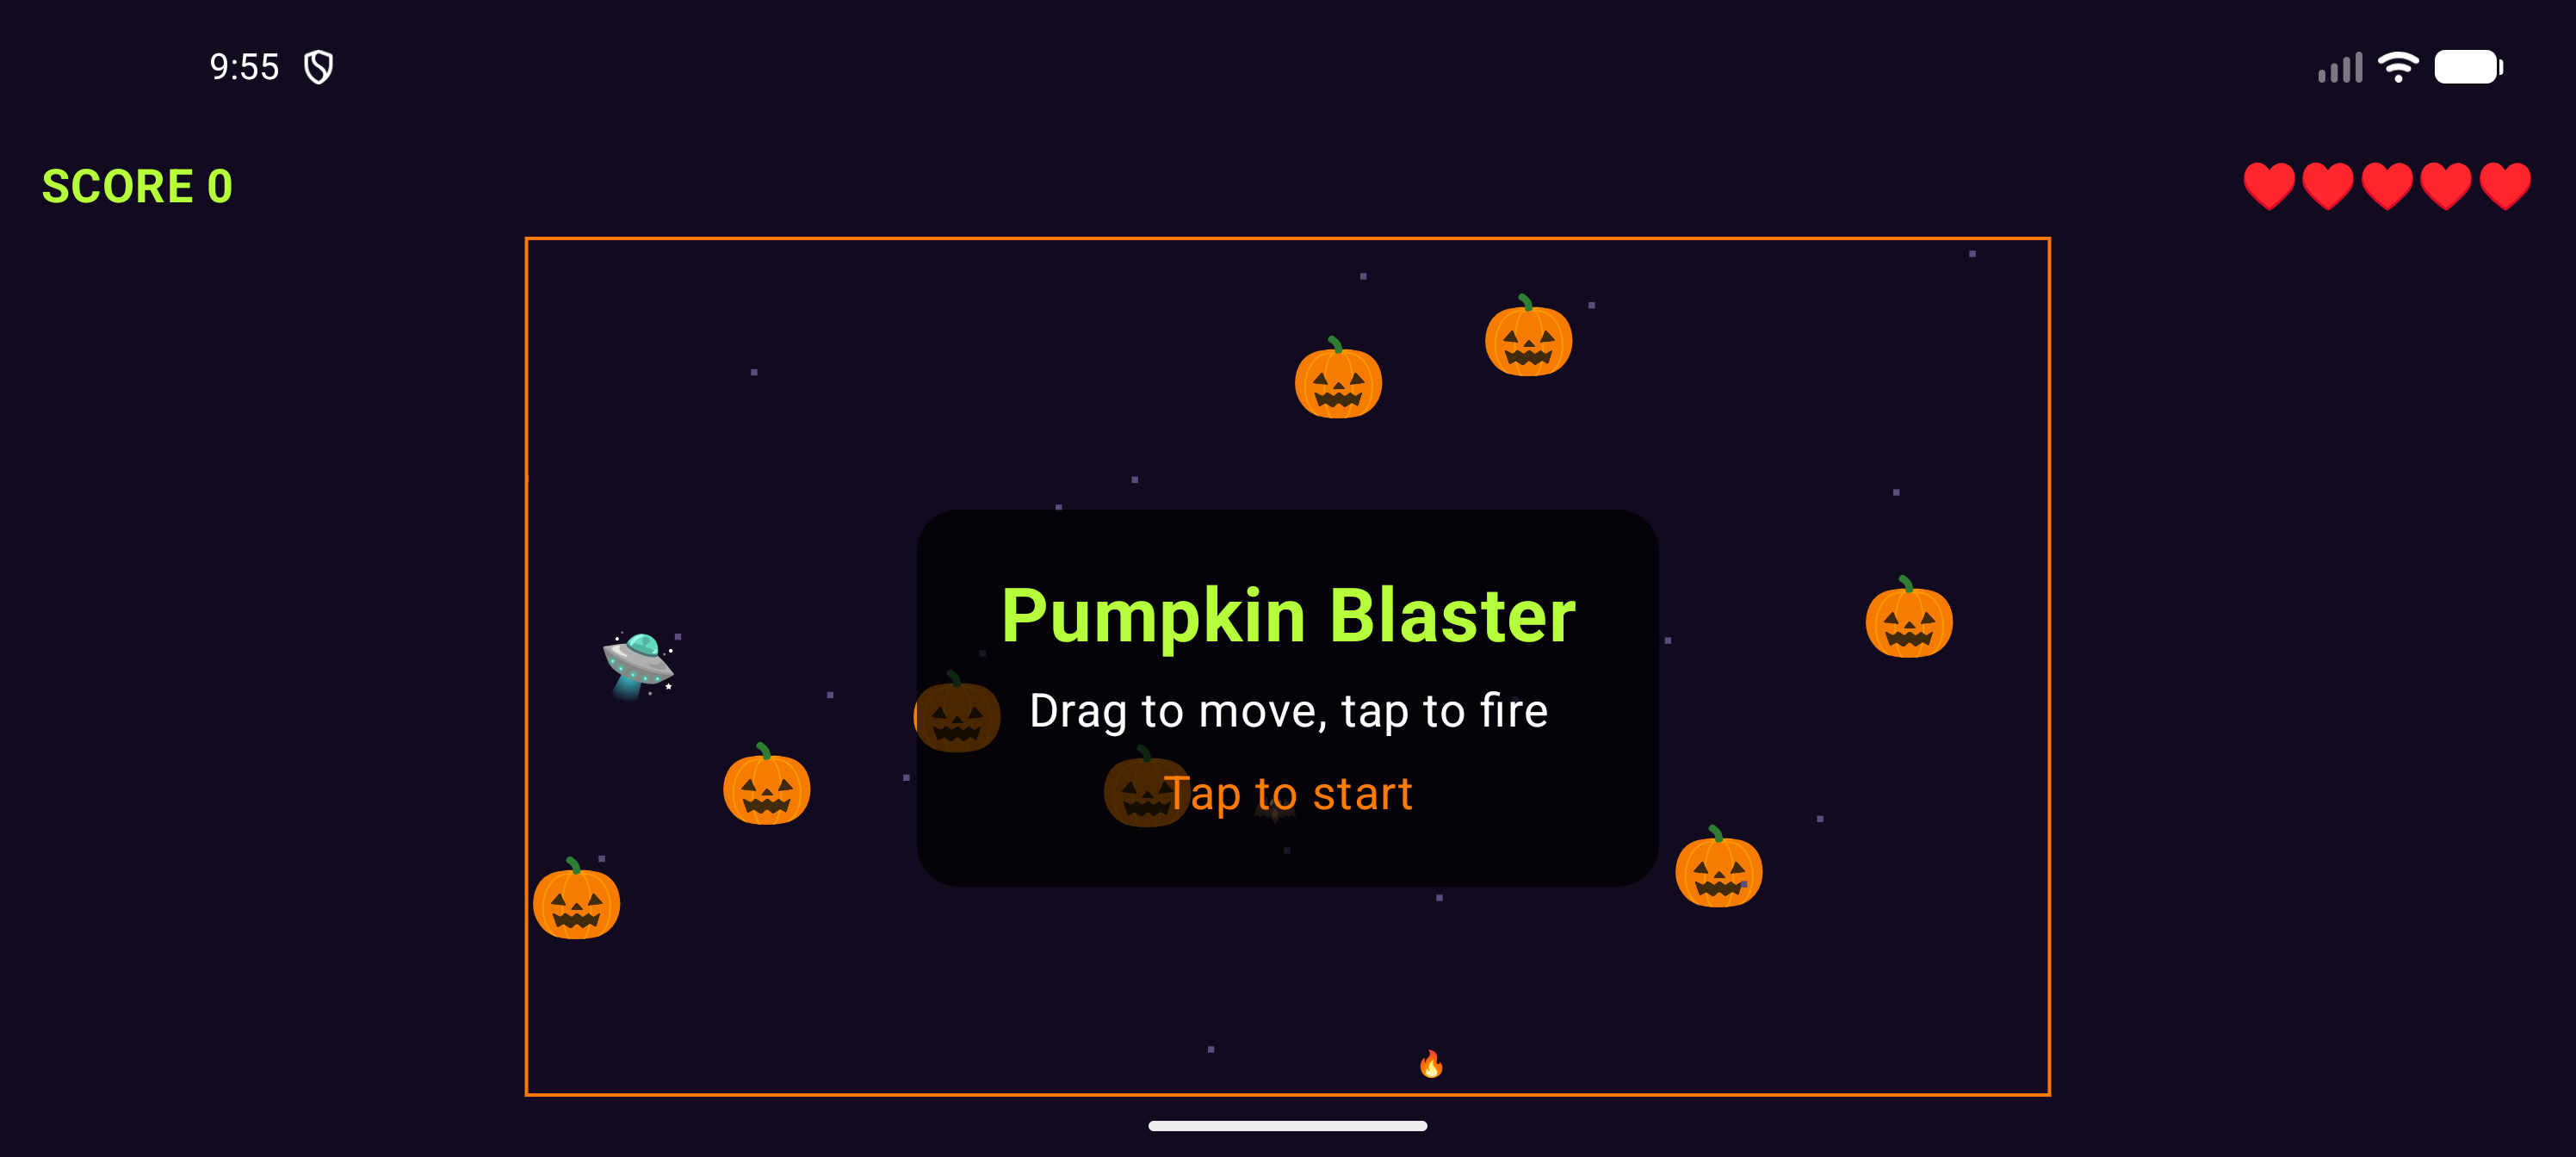 9:55
SCORE 0
Pumpkin Blaster
Drag to move, tap to fire
Tap to start